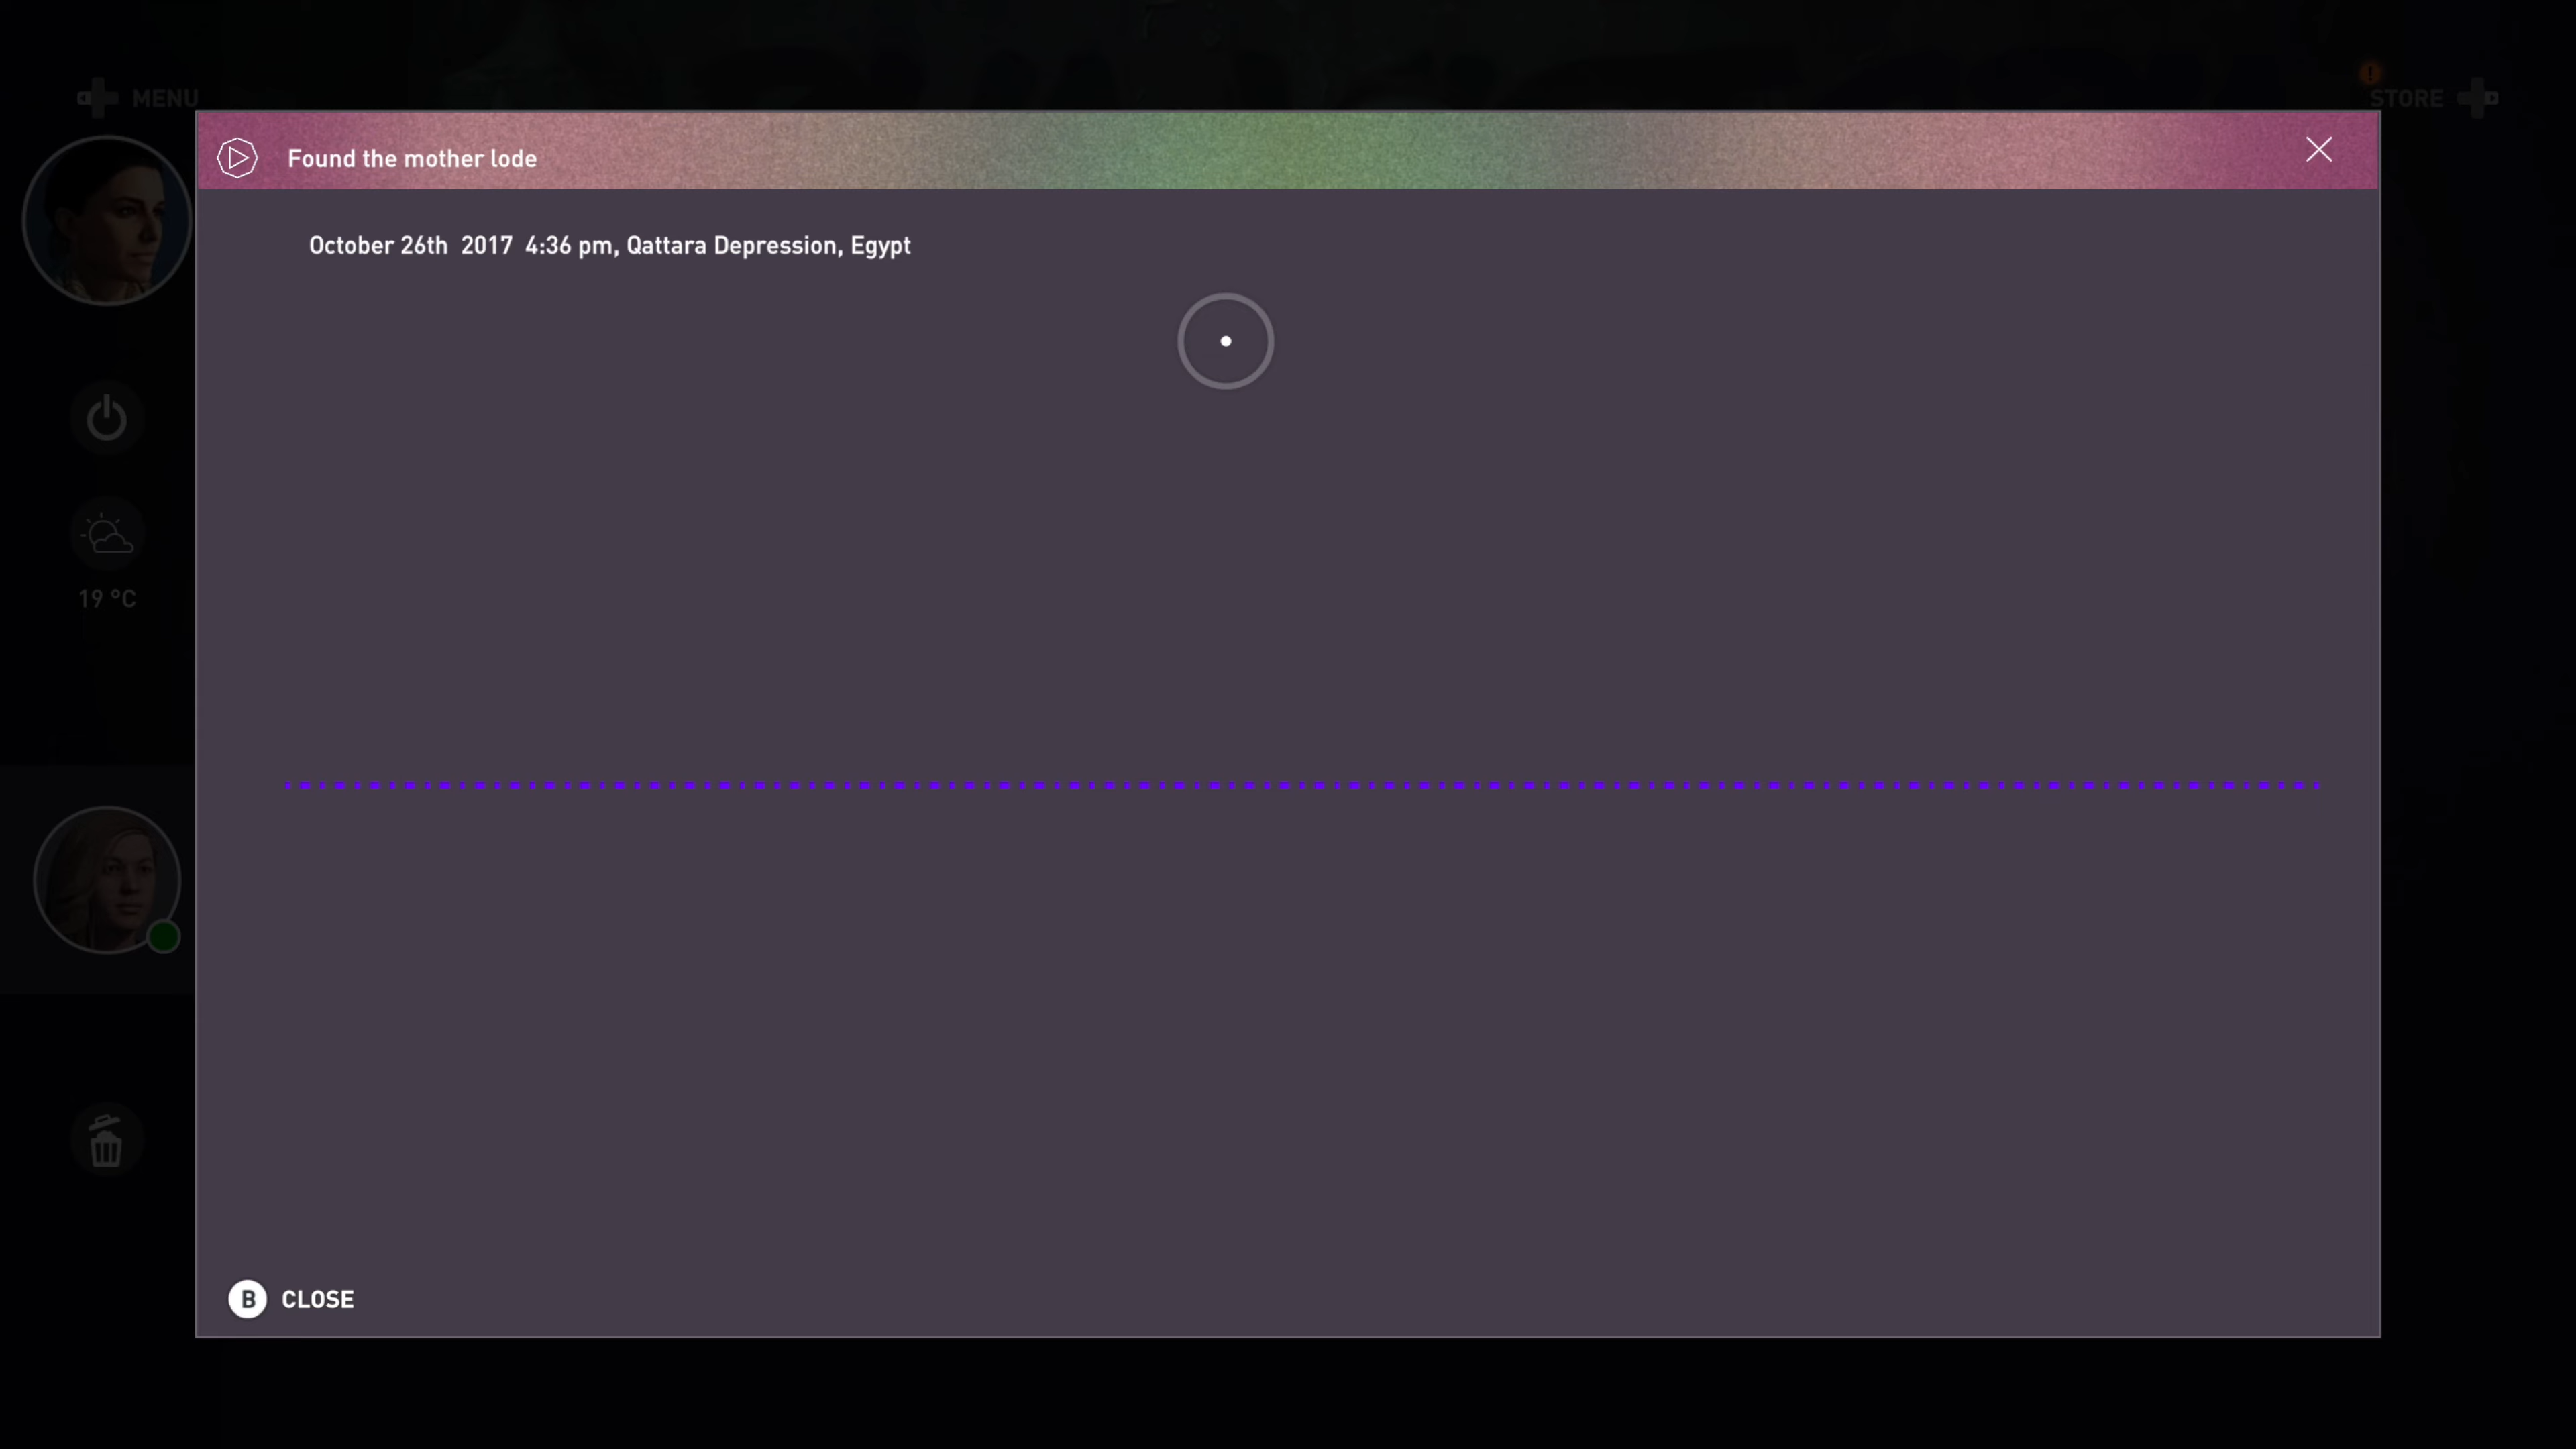 MENU
STORE
Found the mother lode
October 26th 2017 4:36 pm, Qattara Depression, Egypt
19 °C
B CLOSE